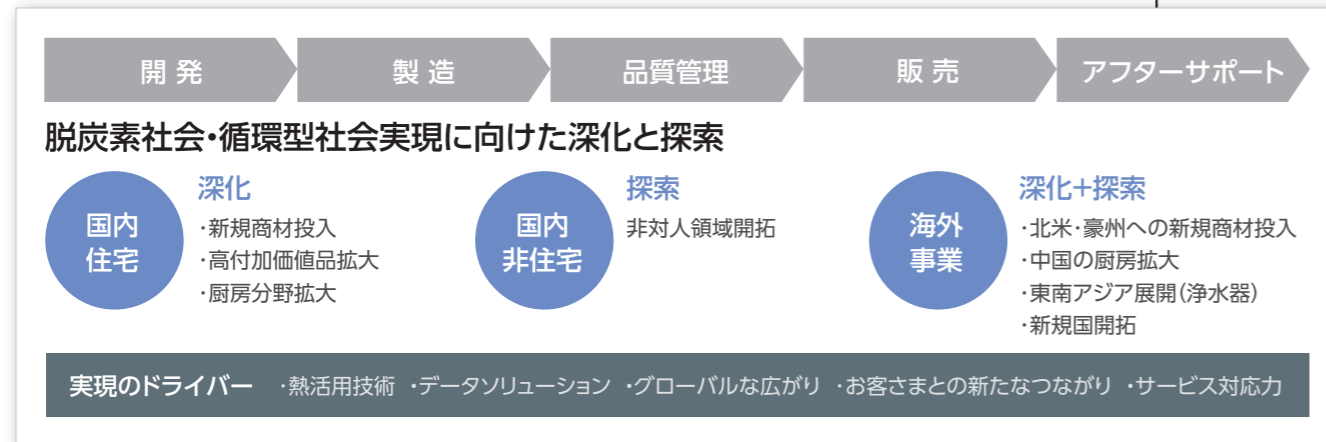 開発
製造
品質管理
販売
アフターサポート
脱炭素社会・循環型社会実現に向けた深化と探索
国内
住宅
深化
・新規商材投入
・高付加価値品拡大
・厨房分野拡大
国内
非住宅
探索
非対人領域開拓
海外
事業
深化+探索
・北米・豪州への新規商材投入
・中国の厨房拡大
・東南アジア展開(浄水器)
・新規国開拓
実現のドライバー ・熱活用技術 ・データソリューション ・グローバルな広がり ・お客さまとの新たなつながり ・サービス対応力